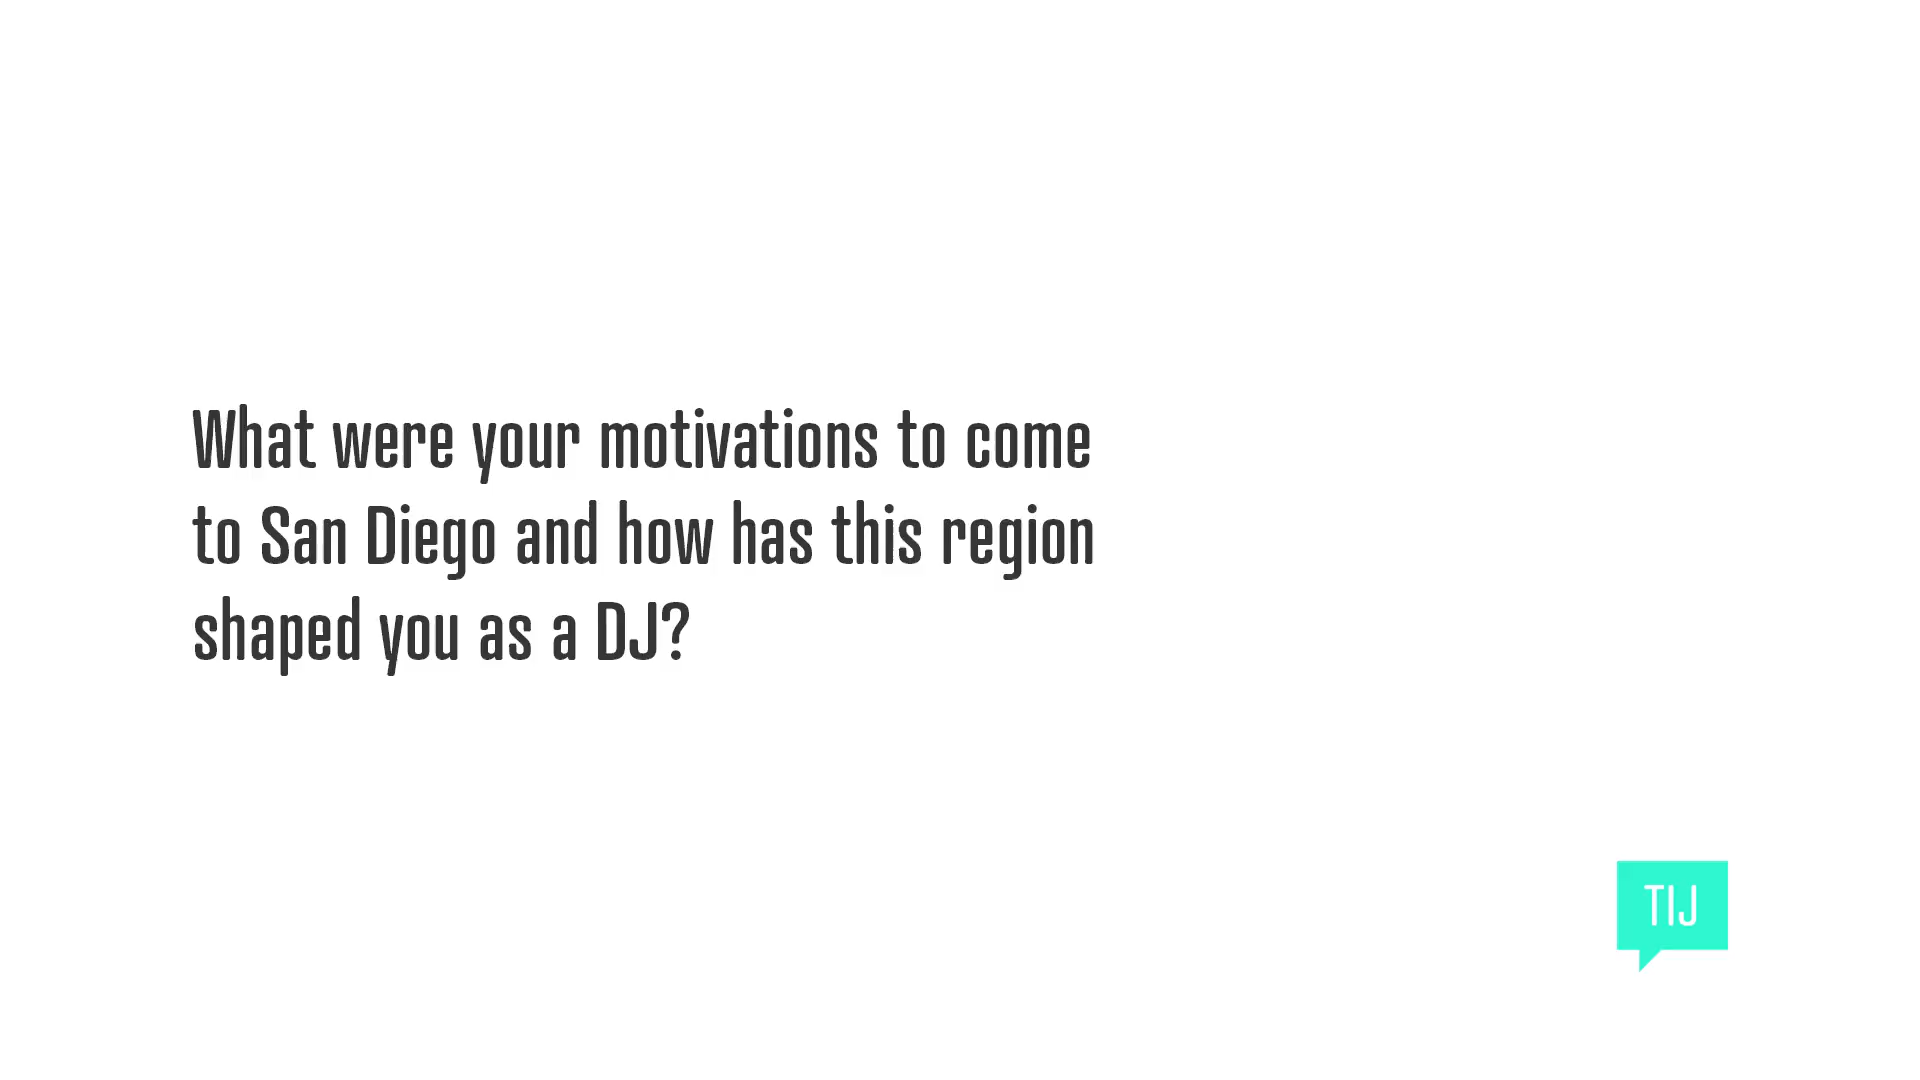 What were your motivations to come
to San Diego and how has this region
shaped you as a DJ?
TIJ